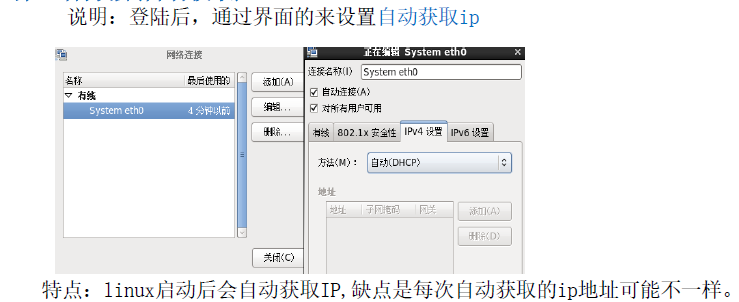 说明：登陆后，通过界面的来设置自动获取ip
网络连接
正在编辑 System eth0
名称
最后使用的
有线
System eth0
4 分钟以前
添加(A)
编辑...
删除...
关闭(C)
连接名称(I)
System eth0
自动连接(A)
对所有用户可用
有线
802.1x 安全性
IPv4 设置
IPv6 设置
方法(M)：
自动(DHCP)
地址
地址
子网掩码
网关
添加(A)
删除(D)
特点：linux启动后会自动获取IP,缺点是每次自动获取的ip地址可能不一样。